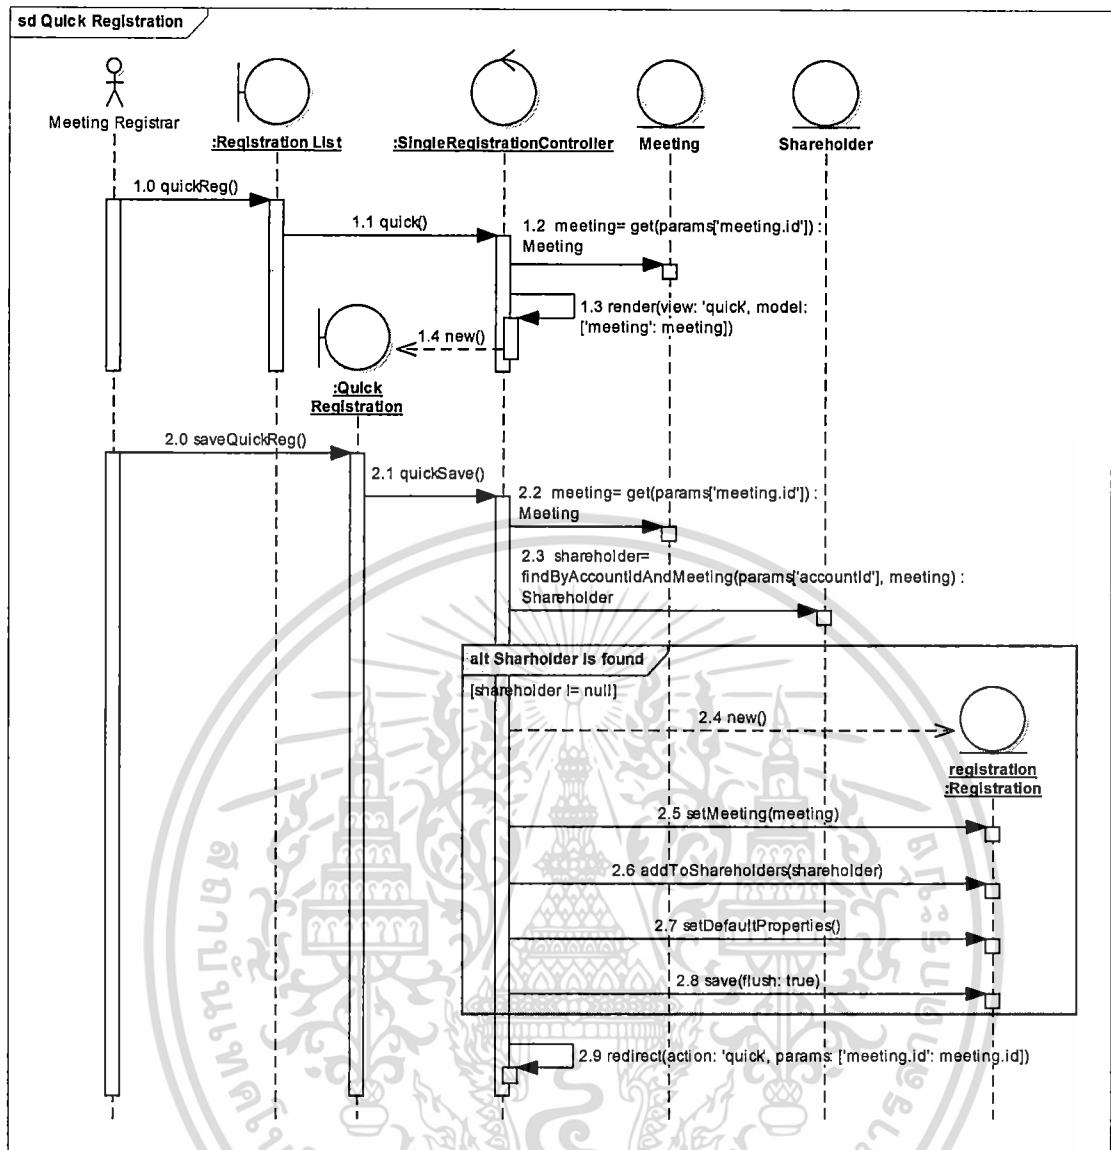 sd Quick Registration
Meeting Registrar
:Registration List
:SingleRegistrationController
Meeting
Shareholder
1.0 quickReg()
1.1 quick()
1.2 meeting= get(params['meeting.id']) :
Meeting
1.3 render(view: 'quick', model:
['meeting': meeting])
1.4 new()
:Quick
Registration
2.0 saveQuickReg()
2.1 quickSave()
2.2 meeting= get(params['meeting.id']) :
Meeting
2.3 shareholder=
findByAccountIdAndMeeting(params['accountId'], meeting) :
Shareholder
alt Sharholder is found
[shareholder != null]
2.4 new()
registration
:Registration
2.5 setMeeting(meeting)
2.6 addToShareholders(shareholder)
2.7 setDefaultProperties()
2.8 save(flush: true)
2.9 redirect(action: 'quick', params: ['meeting.id': meeting.id])